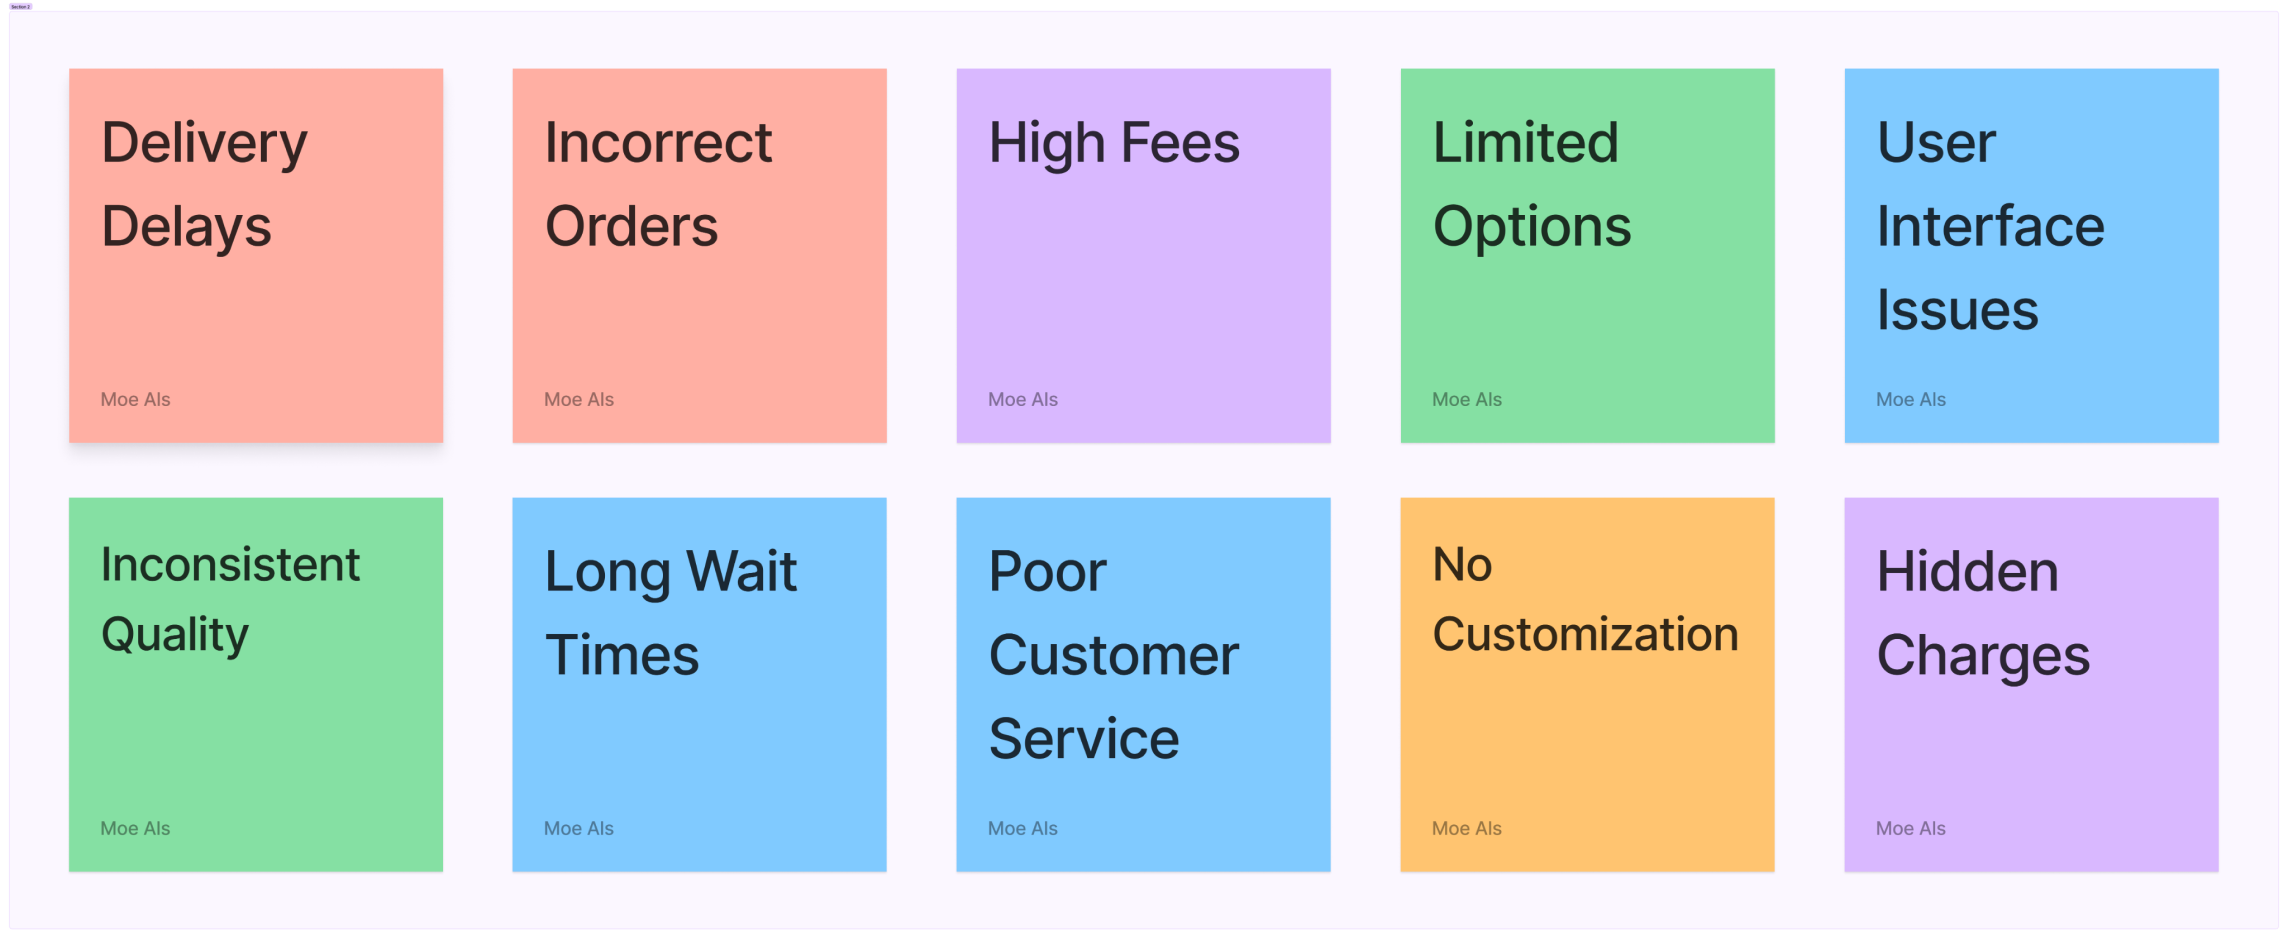 Section 2
Delivery
Delays
Moe Als
Incorrect
Orders
Moe Als
High Fees
Moe Als
Limited
Options
Moe Als
User
Interface
Issues
Moe Als
Inconsistent
Quality
Moe Als
Long Wait
Times
Moe Als
Poor
Customer
Service
Moe Als
No
Customization
Moe Als
Hidden
Charges
Moe Als